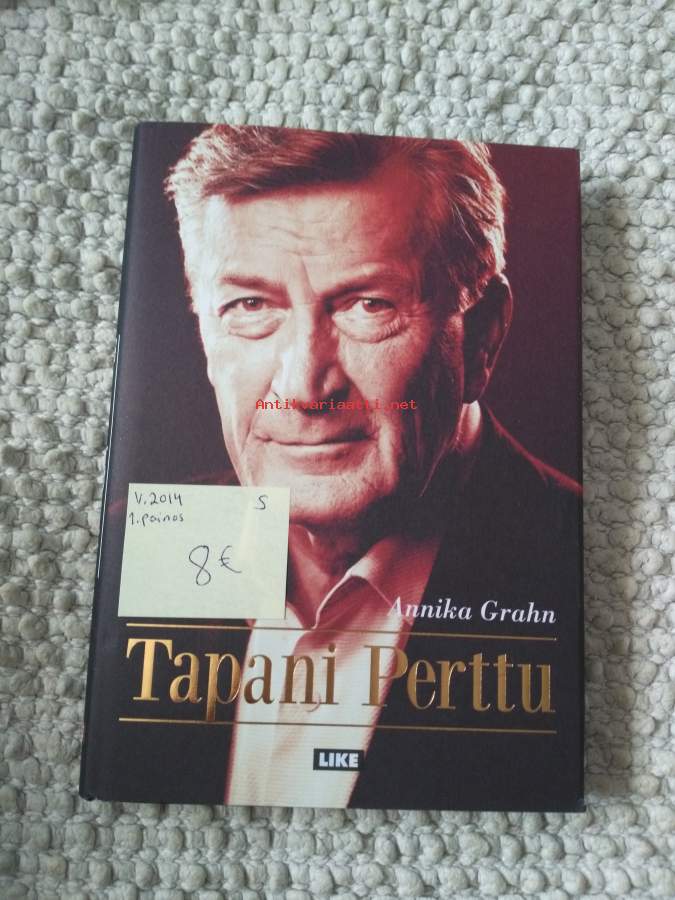 Antikvariaatti.net
V.2014 S
1.painos
8€
Annika Grahn
Tapani Perttu
LIKE